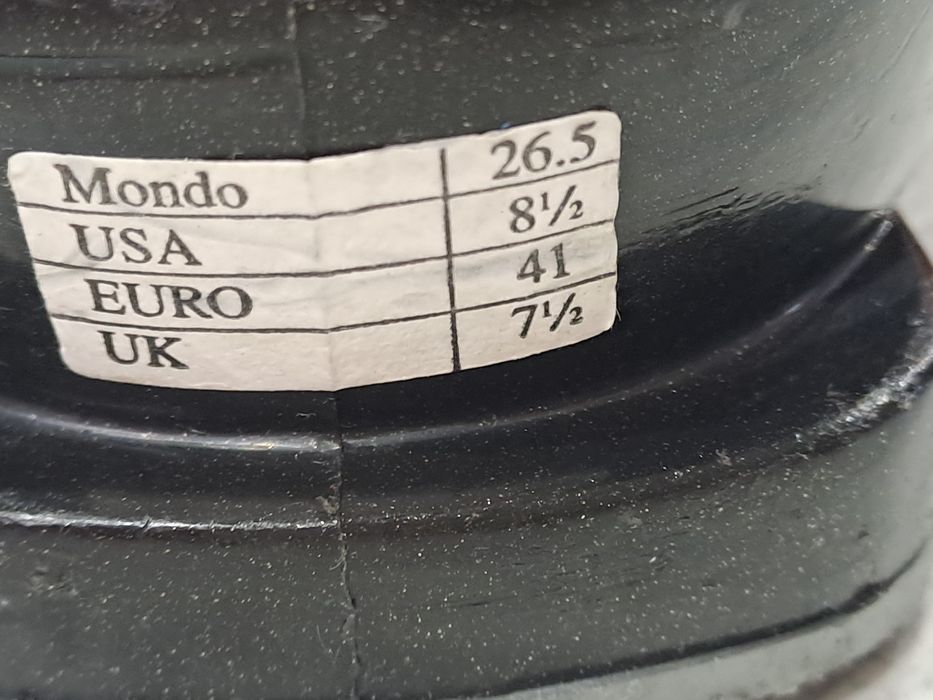 Mondo 26.5
USA 8½
EURO 41
UK 7½